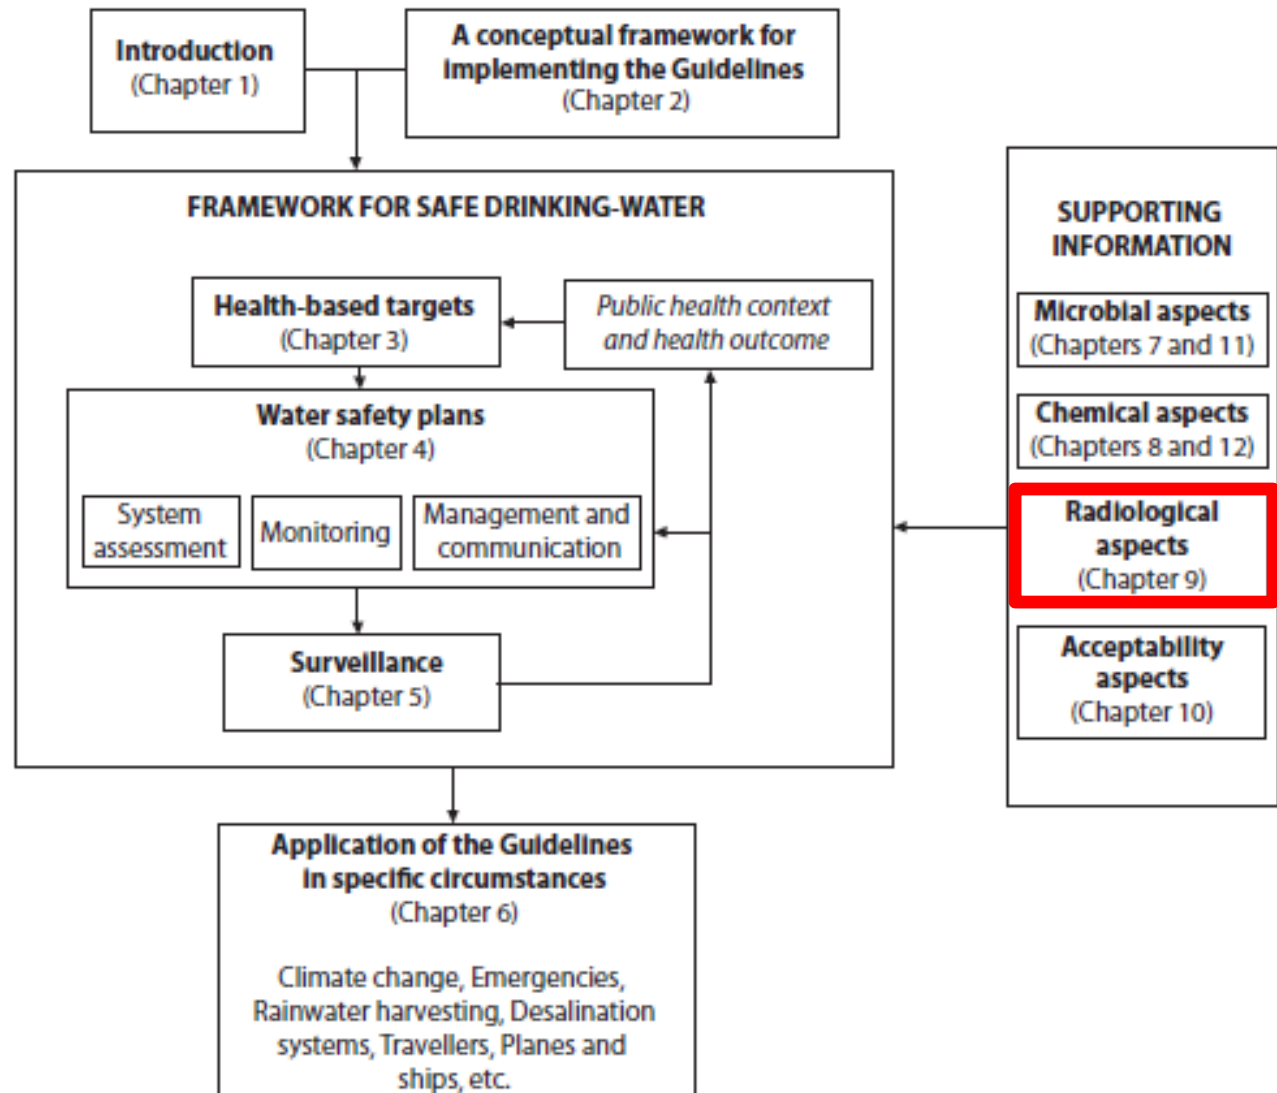 Introduction
(Chapter 1)
A conceptual framework for
implementing the Guidelines
(Chapter 2)
FRAMEWORK FOR SAFE DRINKING-WATER
Health-based targets
(Chapter 3)
Public health context
and health outcome
Water safety plans
(Chapter 4)
System
assessment
Monitoring
Management and
communication
Surveillance
(Chapter 5)
SUPPORTING
INFORMATION
Microbial aspects
(Chapters 7 and 11)
Chemical aspects
(Chapters 8 and 12)
Radiological
aspects
(Chapter 9)
Acceptability
aspects
(Chapter 10)
Application of the Guidelines
in specific circumstances
(Chapter 6)
Climate change, Emergencies,
Rainwater harvesting, Desalination
systems, Travellers, Planes and
ships, etc.